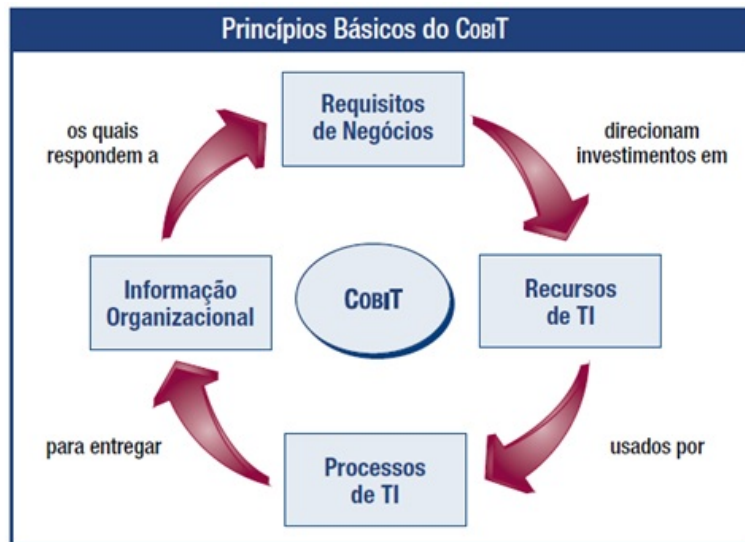 Princípios Básicos do COBIT
os quais
respondem a
Requisitos
de Negócios
direcionam
investimentos em
Informação
Organizacional
COBIT
Recursos
de TI
para entregar
Processos
de TI
usados por